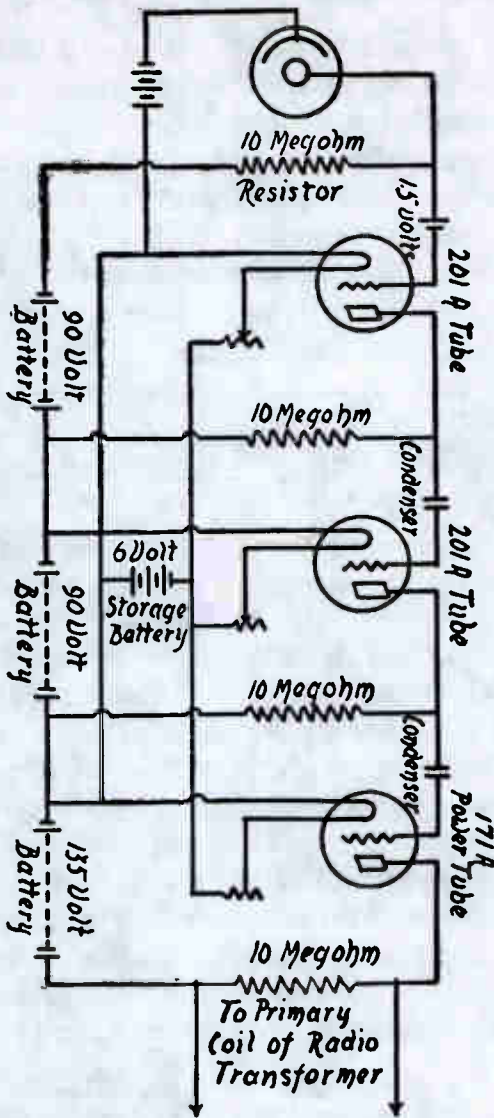 10 Megohm
Resistor
1.5 Volts
201 A Tube
90 Volt
Battery
10 Megohm
Condenser
201 A Tube
6 Volt
Storage
Battery
90 Volt
Battery
10 Megohm
Condenser
171 A
Power Tube
135 Volt
Battery
10 Megohm
To Primary
Coil of Radio
Transformer